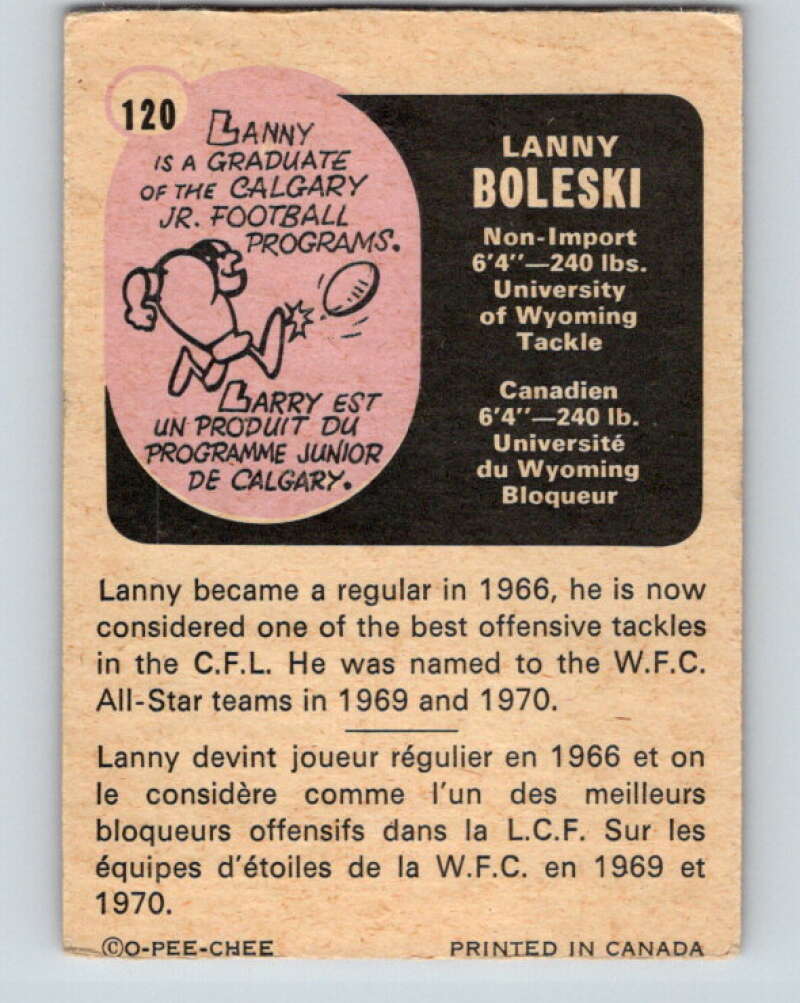 120
LANNY
IS A GRADUATE
OF THE CALGARY
JR. FOOTBALL
PROGRAMS.
LARRY EST
UN PRODUIT DU
PROGRAMME JUNIOR
DE CALGARY.
LANNY
BOLESKI
Non-Import
6'4"—240 lbs.
University
of Wyoming
Tackle
Canadien
6'4"—240 lb.
Université
du Wyoming
Bloqueur
Lanny became a regular in 1966, he is now
considered one of the best offensive tackles
in the C.F.L. He was named to the W.F.C.
All-Star teams in 1969 and 1970.
Lanny devint joueur régulier en 1966 et on
le considère comme l'un des meilleurs
bloqueurs offensifs dans la L.C.F. Sur les
équipes d'étoiles de la W.F.C. en 1969 et
1970.
©O-PEE-CHEE PRINTED IN CANADA